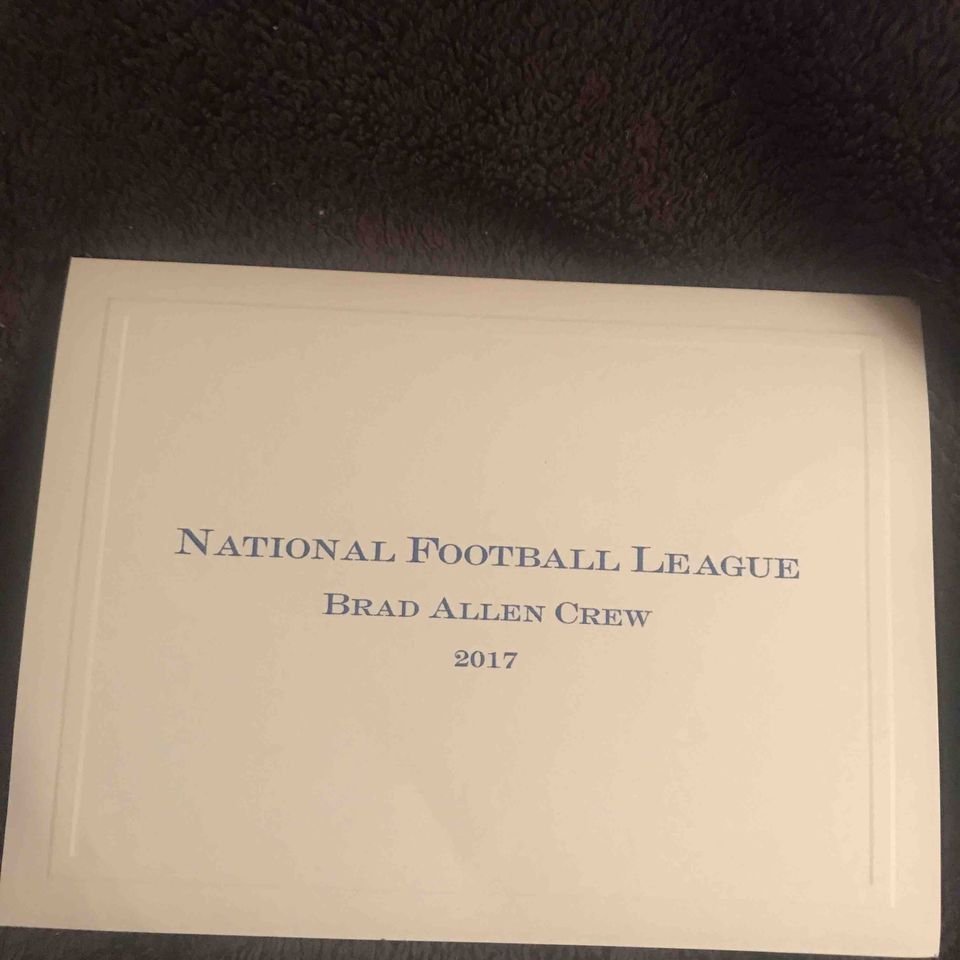 National Football League
Brad Allen Crew
2017